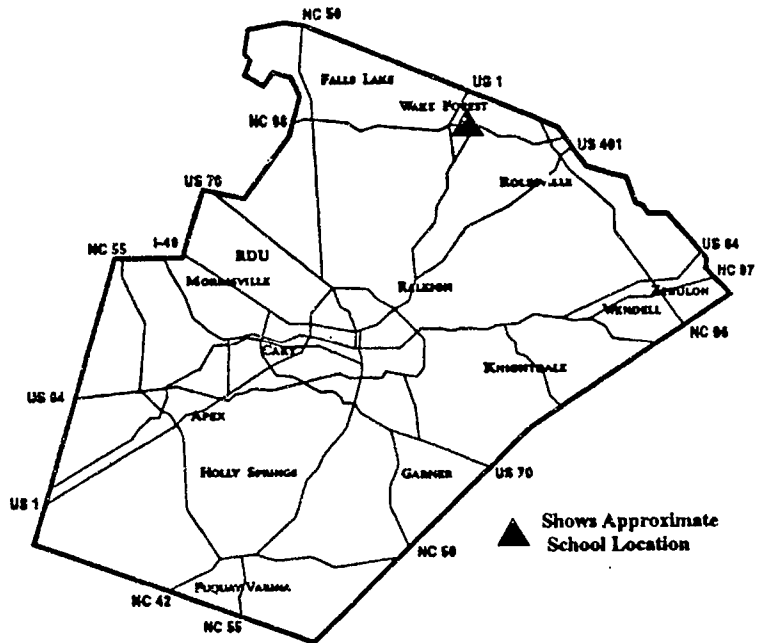 NC 50
FALLS LAKE
US 1
WAKE FOREST
NC 98
US 401
ROLESVILLE
US 70
I-40
NC 55
RDU
MORRISVILLE
US 64
NC 97
ZEBULON
RALEIGH
WENDELL
NC 96
CARY
KNIGHTDALE
US 64
APEX
HOLLY SPRINGS
GARNER
US 70
US 1
Shows Approximate
School Location
NC 50
FUQUAY VARINA
NC 42
NC 55